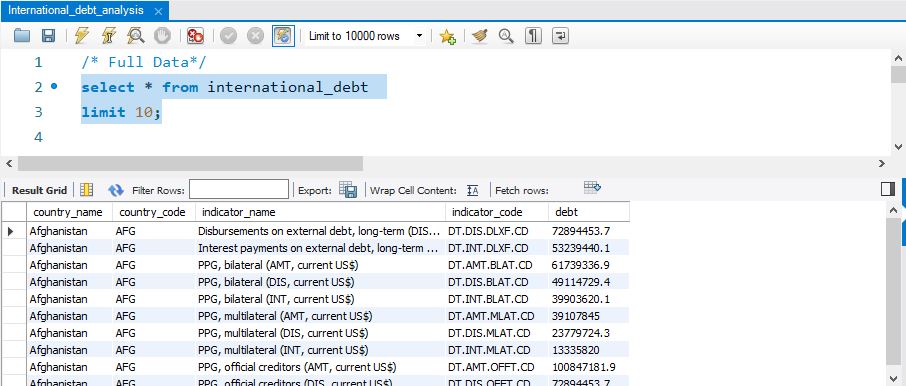 International_debt_analysis
Limit to 10000 rows
1 /* Full Data*/
2 select * from international_debt
3 limit 10;
4
Result Grid Filter Rows: Export: Wrap Cell Content: Fetch rows:
country_name country_code indicator_name indicator_code debt
Afghanistan AFG Disbursements on external debt, long-term (DIS... DT.DIS.DLXF.CD 72894453.7
Afghanistan AFG Interest payments on external debt, long-term ... DT.INT.DLXF.CD 53239440.1
Afghanistan AFG PPG, bilateral (AMT, current US$) DT.AMT.BLAT.CD 61739336.9
Afghanistan AFG PPG, bilateral (DIS, current US$) DT.DIS.BLAT.CD 49114729.4
Afghanistan AFG PPG, bilateral (INT, current US$) DT.INT.BLAT.CD 39903620.1
Afghanistan AFG PPG, multilateral (AMT, current US$) DT.AMT.MLAT.CD 39107845
Afghanistan AFG PPG, multilateral (DIS, current US$) DT.DIS.MLAT.CD 23779724.3
Afghanistan AFG PPG, multilateral (INT, current US$) DT.INT.MLAT.CD 13335820
Afghanistan AFG PPG, official creditors (AMT, current US$) DT.AMT.OFFT.CD 100847181.9
Afghanistan AFG PPG, official creditors (DIS, current US$) DT.DIS.OFFT.CD 72894453.7